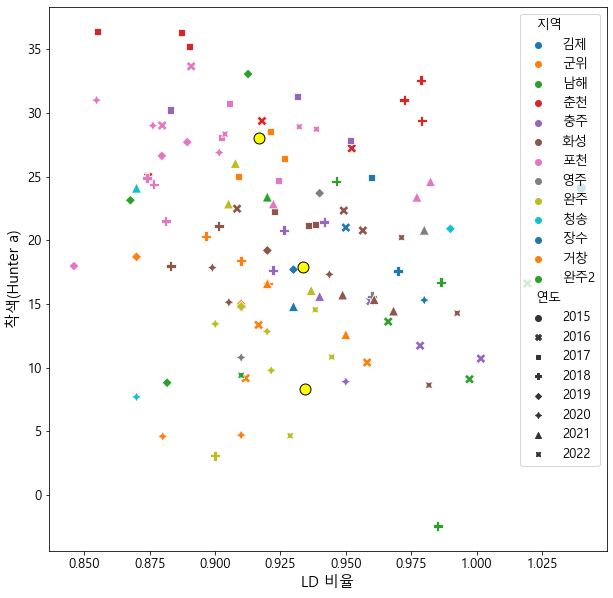 지역
김제
군위
남해
춘천
충주
화성
포천
영주
완주
청송
장수
거창
완주2
연도
2015
2016
2017
2018
2019
2020
2021
2022
착색(Hunter a)
35
30
25
20
15
10
5
0
0.850 0.875 0.900 0.925 0.950 0.975 1.000 1.025
LD 비율